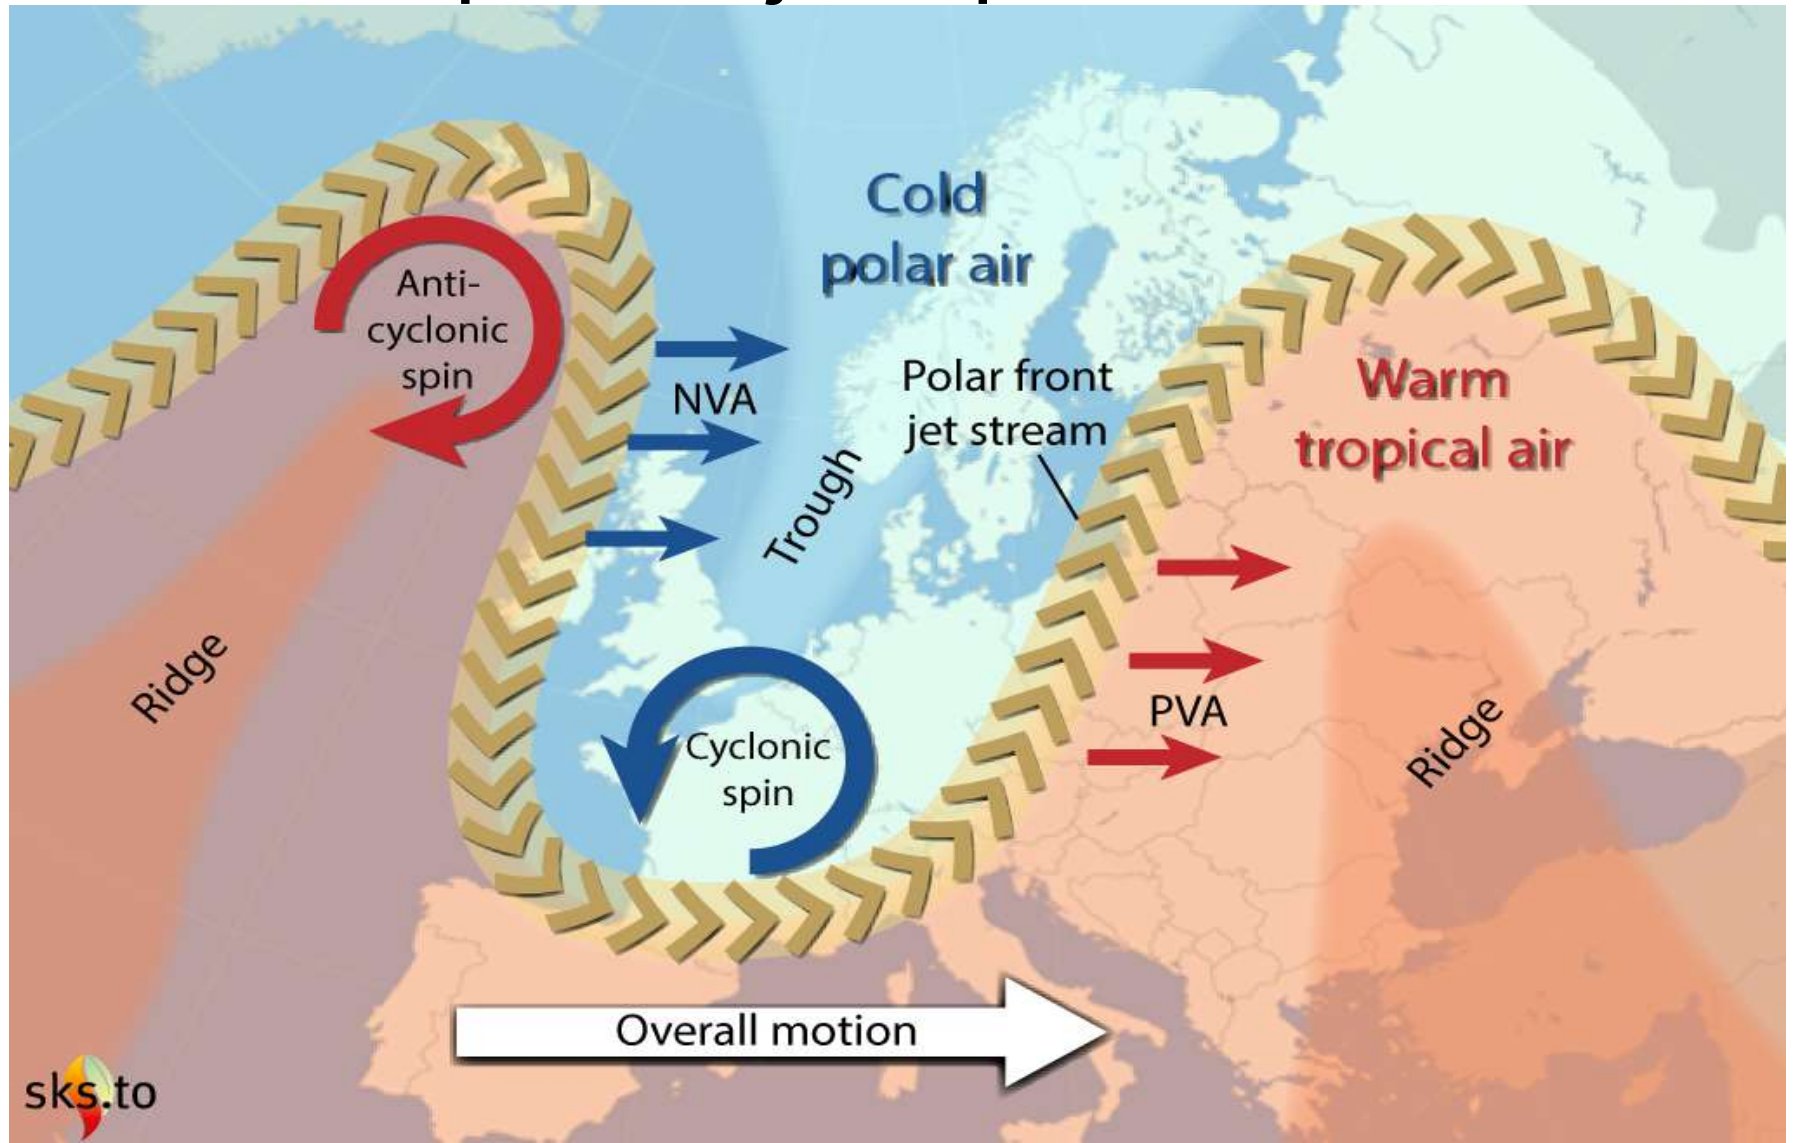 Cold
polar air
Anti-
cyclonic
spin
NVA
Polar front
jet stream
Warm
tropical air
Trough
Ridge
PVA
Ridge
Cyclonic
spin
Overall motion
sks.to